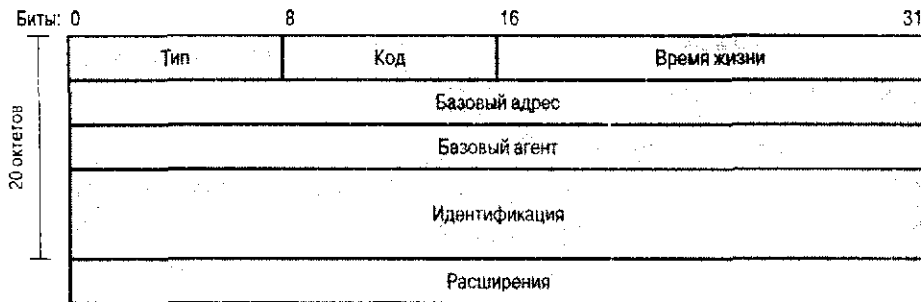 Биты: 0 8 16 31
Тип Код Время жизни
Базовый адрес
Базовый агент
20 октетов
Идентификация
Расширения